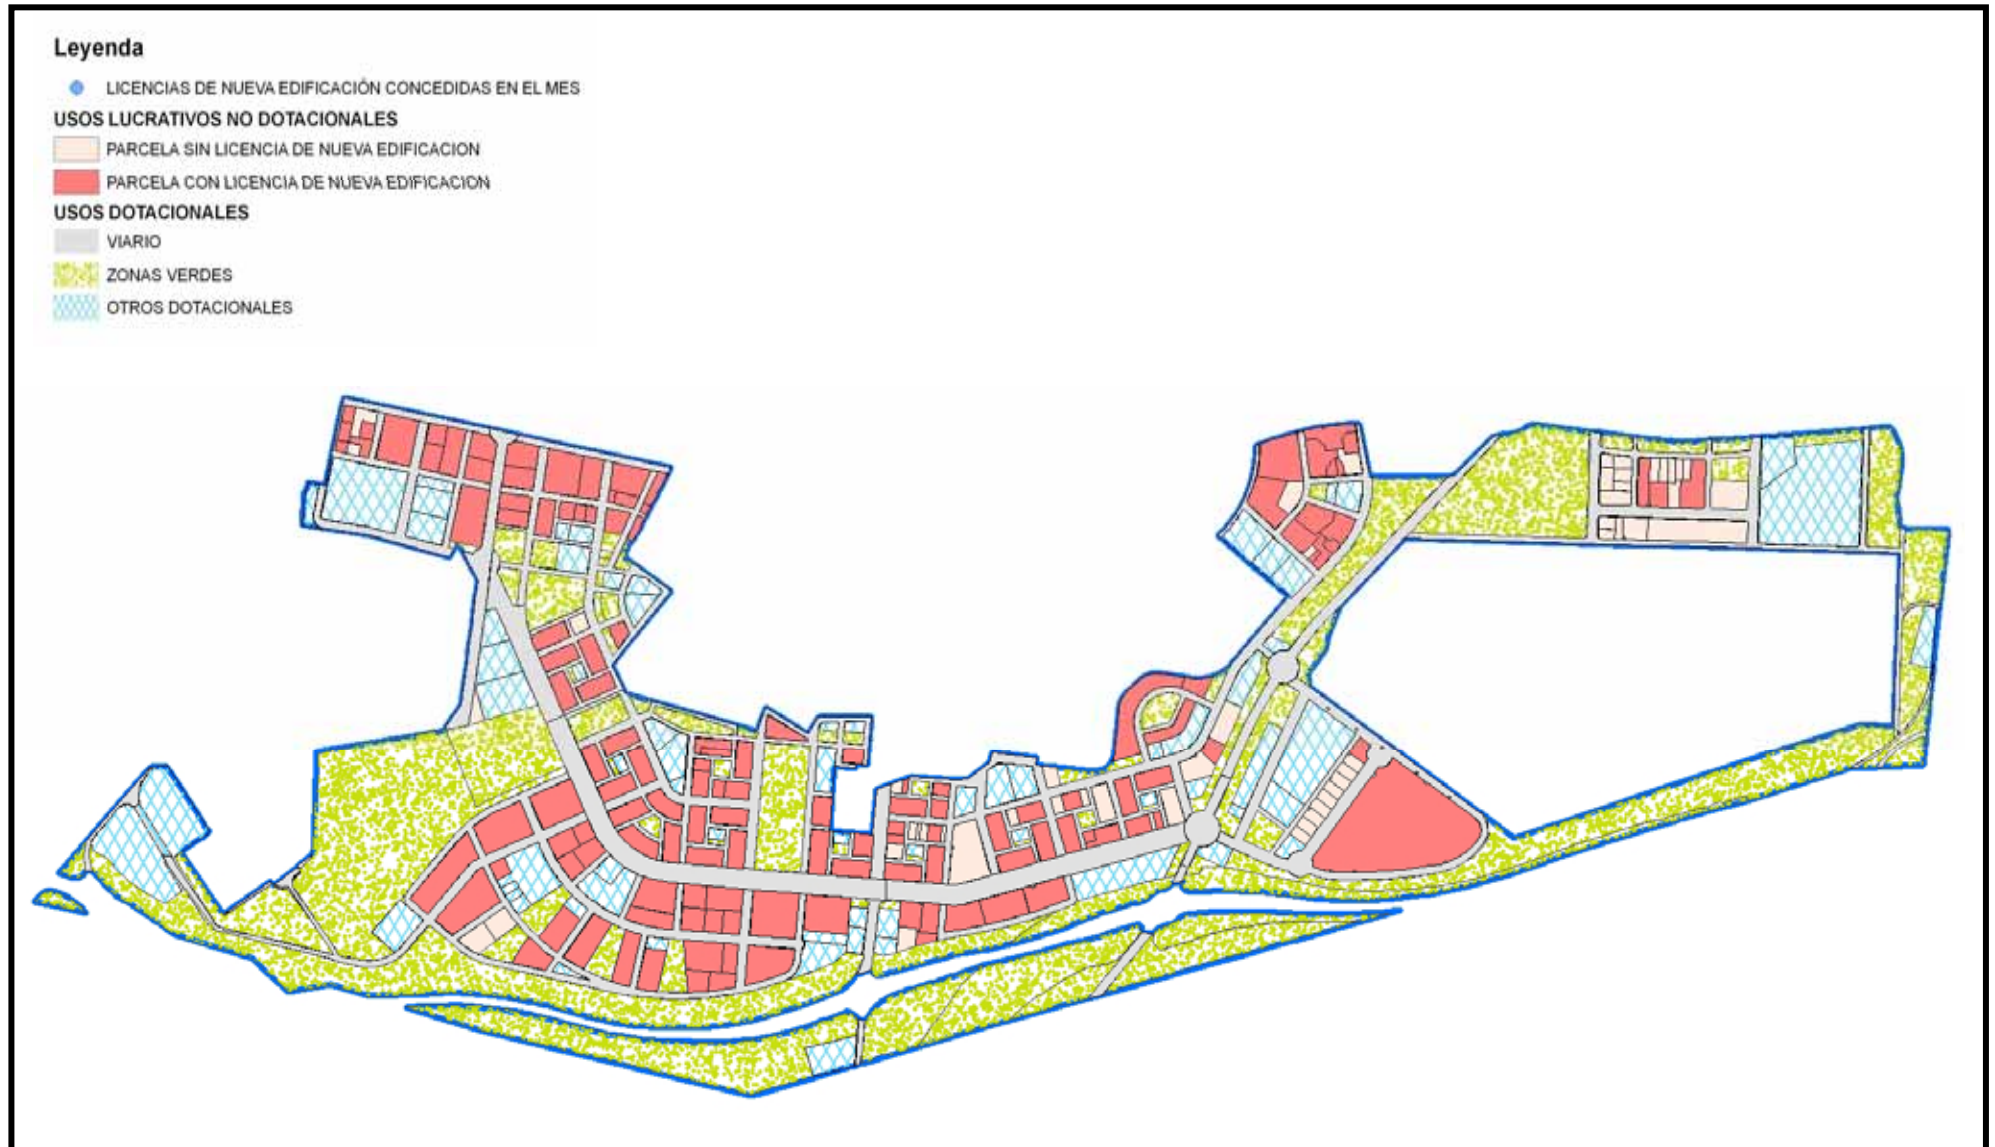 Leyenda
LICENCIAS DE NUEVA EDIFICACIÓN CONCEDIDAS EN EL MES
USOS LUCRATIVOS NO DOTACIONALES
PARCELA SIN LICENCIA DE NUEVA EDIFICACION
PARCELA CON LICENCIA DE NUEVA EDIFICACION
USOS DOTACIONALES
VIARIO
ZONAS VERDES
OTROS DOTACIONALES